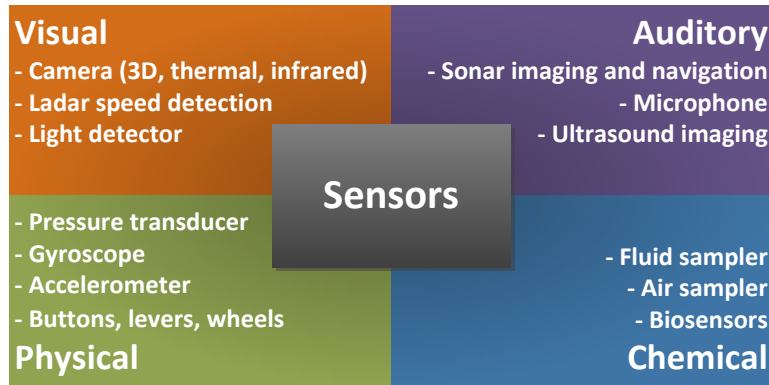 Visual
- Camera (3D, thermal, infrared)
- Ladar speed detection
- Light detector
Auditory
- Sonar imaging and navigation
- Microphone
- Ultrasound imaging
Sensors
- Pressure transducer
- Gyroscope
- Accelerometer
- Buttons, levers, wheels
Physical
- Fluid sampler
- Air sampler
- Biosensors
Chemical